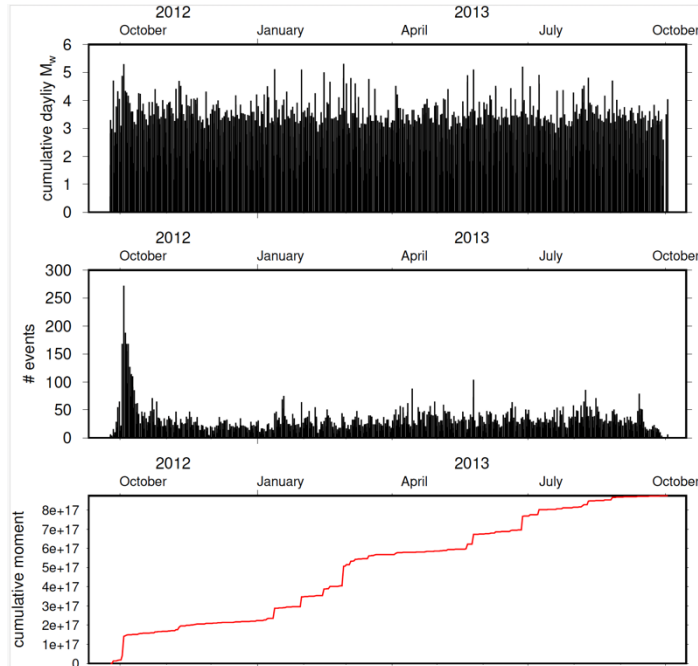 2012 2013
October January April July October
cumulative dayliy Mw
6
5
4
3
2
1
0
2012 2013
October January April July October
# events
300
250
200
150
100
50
0
2012 2013
October January April July October
cumulative moment
8e+17
7e+17
6e+17
5e+17
4e+17
3e+17
2e+17
1e+17
0